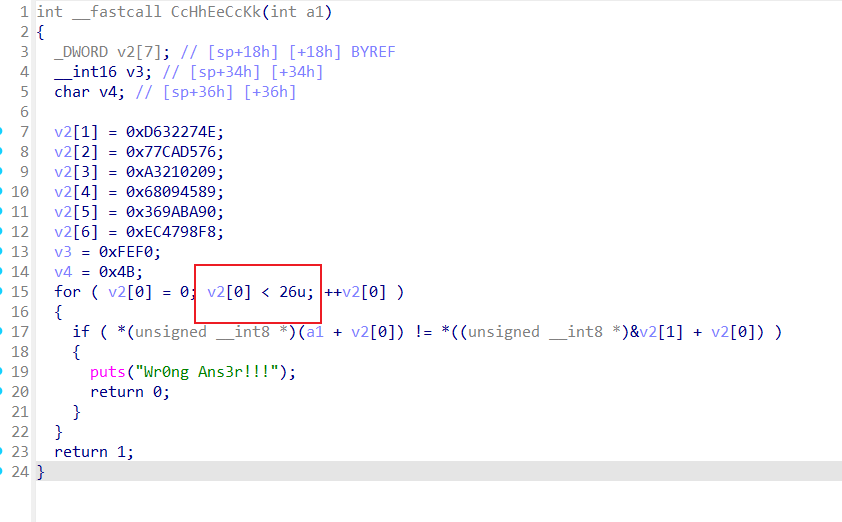 1 int __fastcall CcHhEeCcKk(int a1)
2 {
3 _DWORD v2[7]; // [sp+18h] [+18h] BYREF
4 __int16 v3; // [sp+34h] [+34h]
5 char v4; // [sp+36h] [+36h]
6
7 v2[1] = 0xD632274E;
8 v2[2] = 0x77CAD576;
9 v2[3] = 0xA3210209;
10 v2[4] = 0x68094589;
11 v2[5] = 0x369ABA90;
12 v2[6] = 0xEC4798F8;
13 v3 = 0xFEF0;
14 v4 = 0x4B;
15 for ( v2[0] = 0; v2[0] < 26u; ++v2[0] )
16 {
17 if ( *(unsigned __int8 *)(a1 + v2[0]) != *((unsigned __int8 *)&v2[1] + v2[0]) )
18 {
19 puts("Wr0ng Ans3r!!!");
20 return 0;
21 }
22 }
23 return 1;
24 }